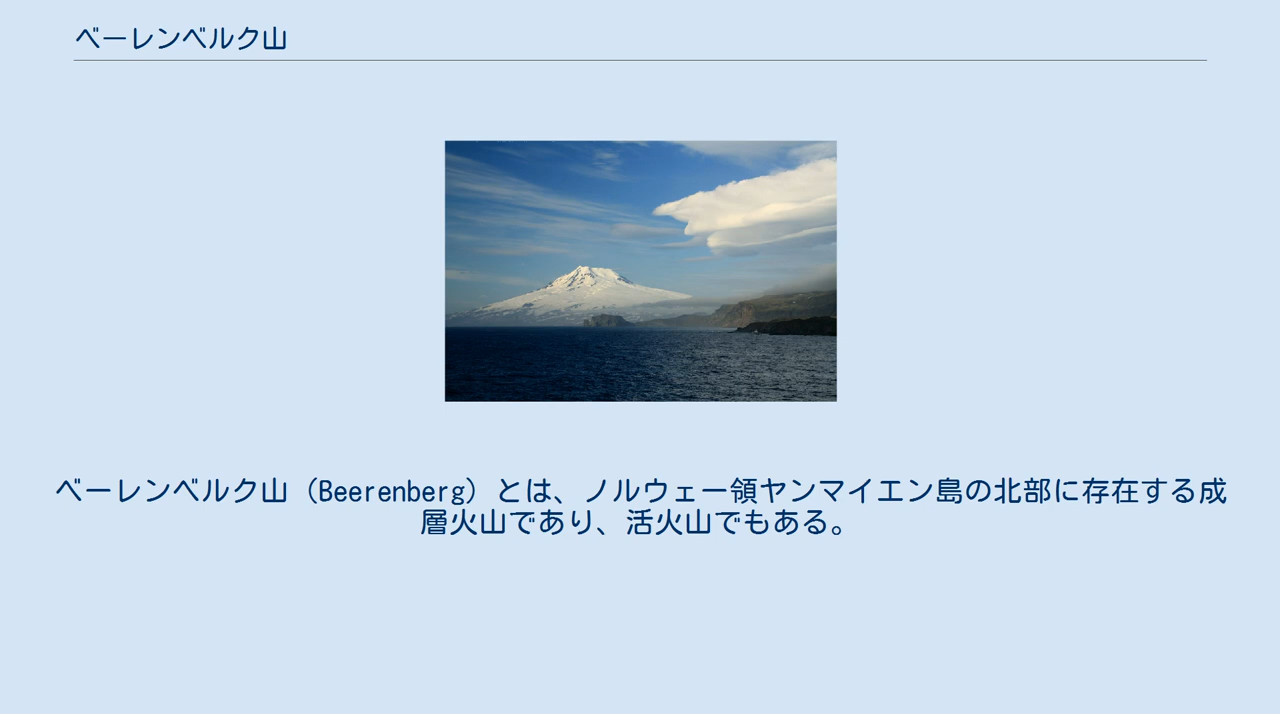 ベーレンベルク山
ベーレンベルク山（Beerenberg）とは、ノルウェー領ヤンマイエン島の北部に存在する成
層火山であり、活火山でもある。